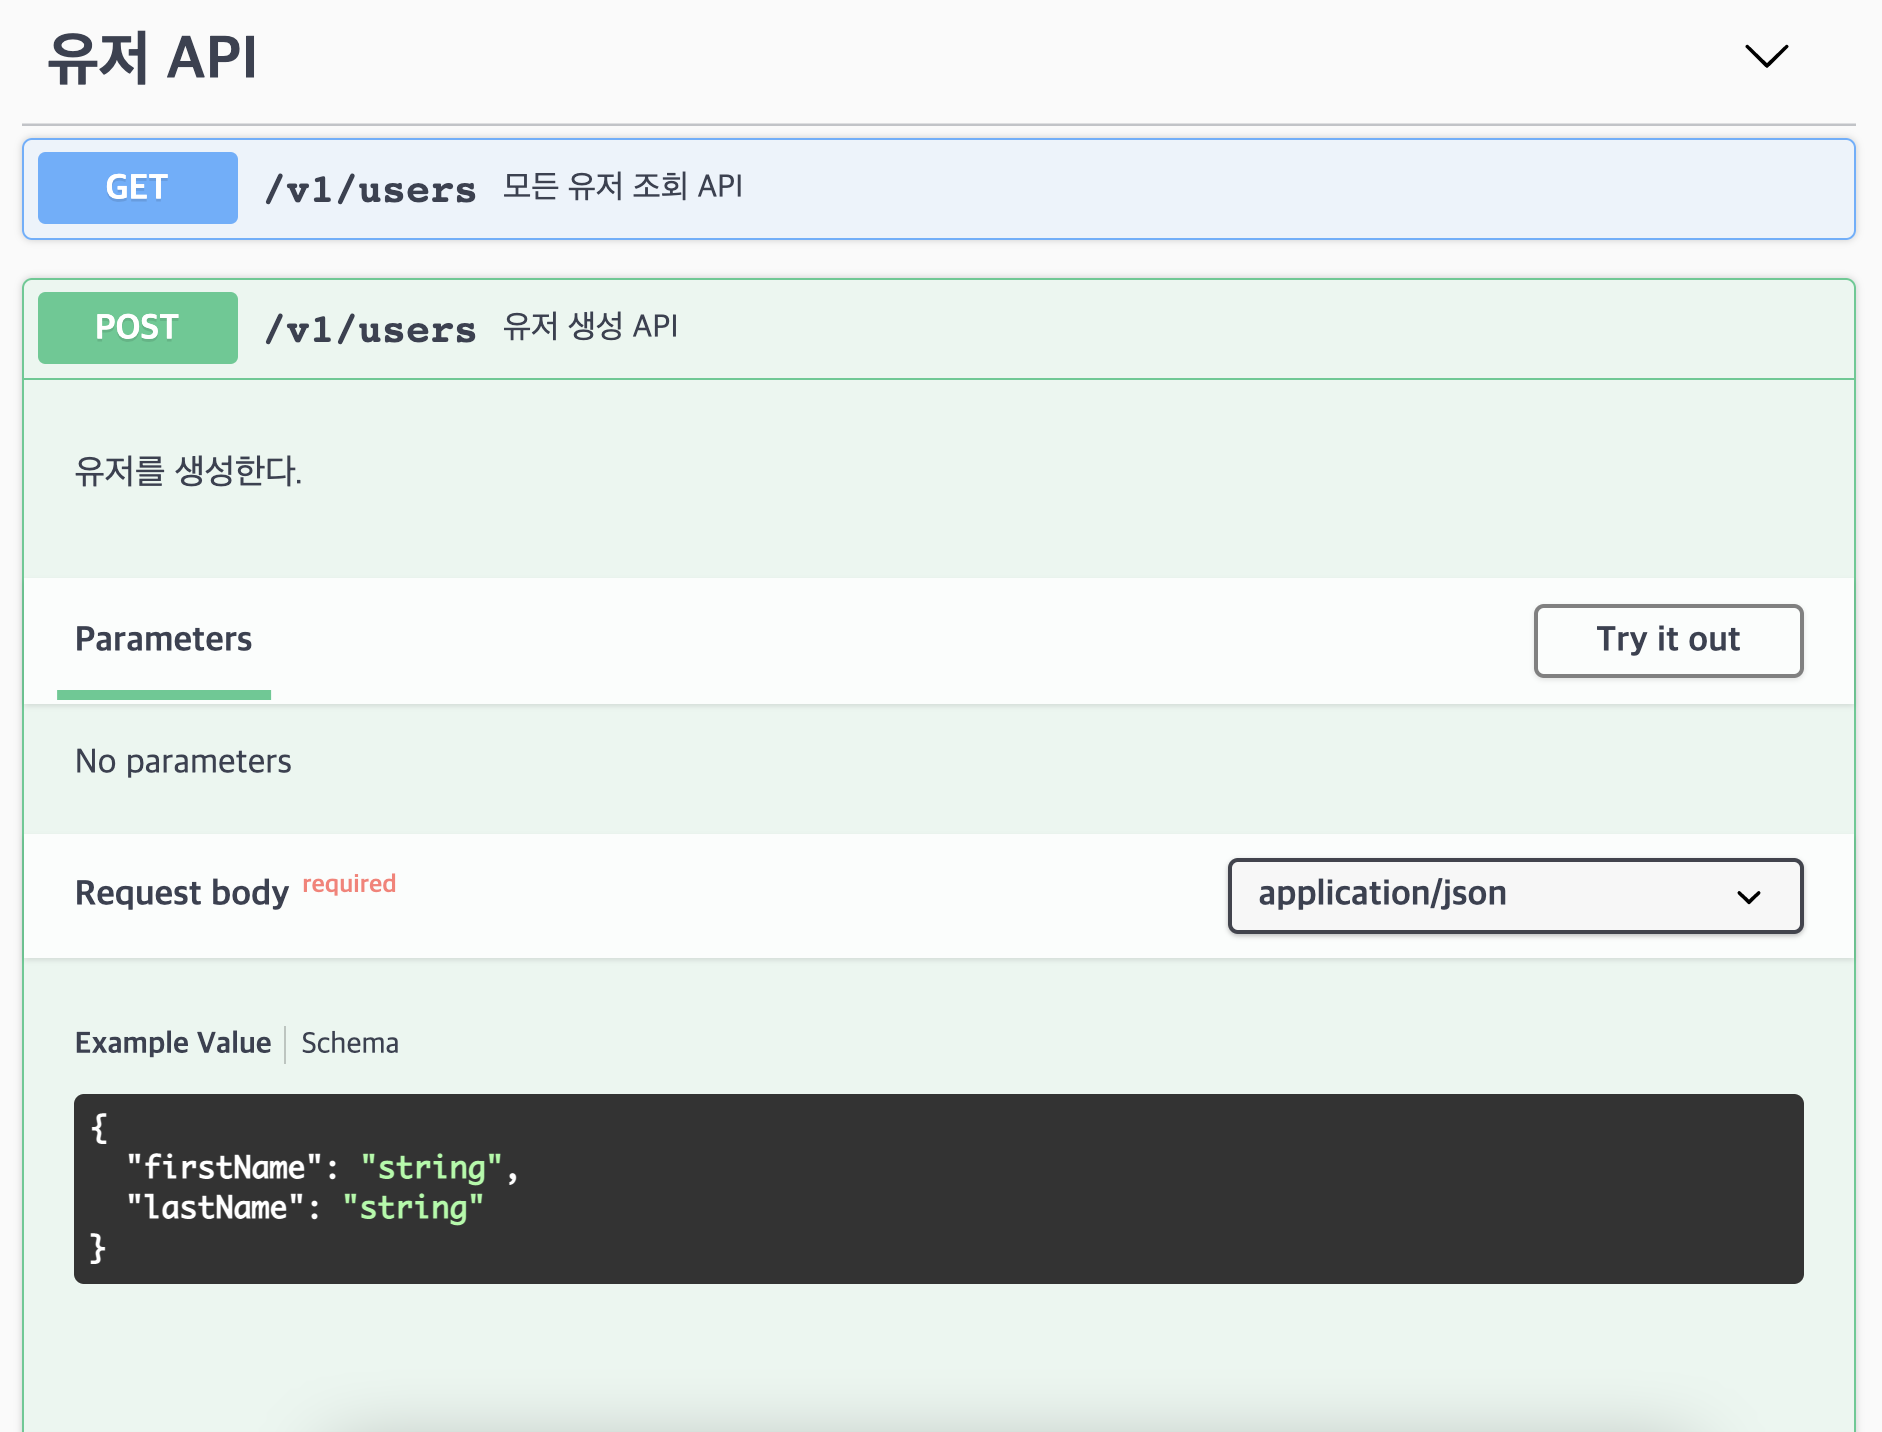 유저 API
GET /v1/users 모든 유저 조회 API
POST /v1/users 유저 생성 API
유저를 생성한다.
Parameters Try it out
No parameters
Request body required application/json
Example Value Schema
{
  "firstName": "string",
  "lastName": "string"
}